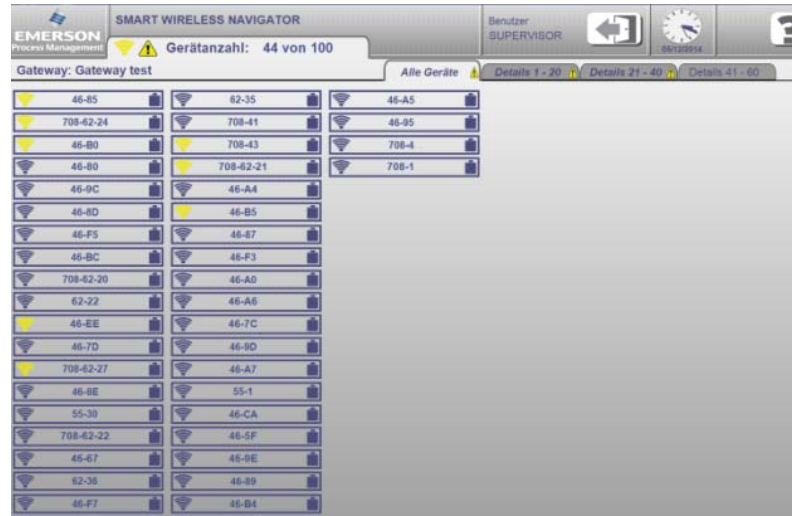 EMERSON
Process Management
SMART WIRELESS NAVIGATOR
Gerätanzahl: 44 von 100
Benutzer
SUPERVISOR
05/12/2014
Gateway: Gateway test
Alle Geräte
Details 1 - 20
Details 21 - 40
Details 41 - 60
46-85 62-35 46-A5
708-62-24 708-41 46-95
46-B0 708-43 708-4
46-80 708-62-21 708-1
46-9C 46-A4
46-8D 46-B5
46-F5 46-87
46-BC 46-F3
708-62-20 46-A0
62-22 46-A6
46-EE 46-7C
46-7D 46-9D
708-62-27 46-A7
46-8E 55-1
55-30 46-CA
708-62-22 46-5F
46-67 46-9E
62-36 46-89
46-F7 46-B4